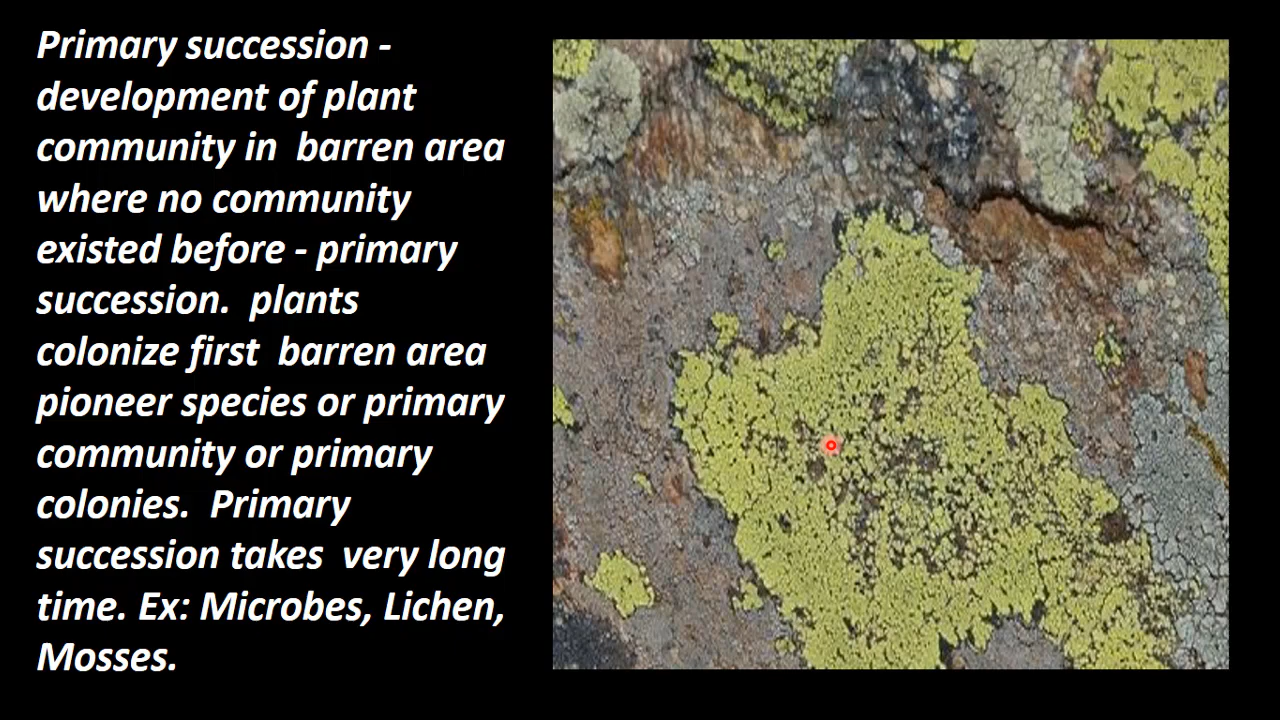 Primary succession -
development of plant
community in  barren area
where no community
existed before - primary
succession.  plants
colonize first  barren area
pioneer species or primary
community or primary
colonies.  Primary
succession takes  very long
time. Ex: Microbes, Lichen,
Mosses.